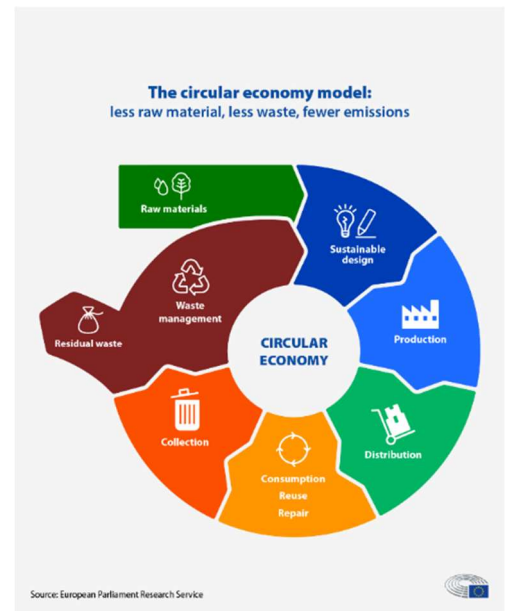 The circular economy model:
less raw material, less waste, fewer emissions
Raw materials
Sustainable
design
Production
Distribution
Consumption
Reuse
Repair
Collection
Waste
management
Residual waste
CIRCULAR
ECONOMY
Source: European Parliament Research Service